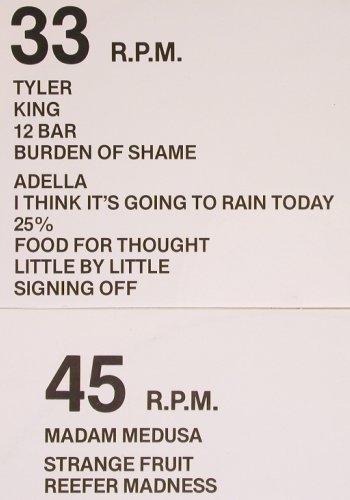 33 R.P.M.
TYLER
KING
12 BAR
BURDEN OF SHAME
ADELLA
I THINK IT'S GOING TO RAIN TODAY
25%
FOOD FOR THOUGHT
LITTLE BY LITTLE
SIGNING OFF
45 R.P.M.
MADAM MEDUSA
STRANGE FRUIT
REEFER MADNESS